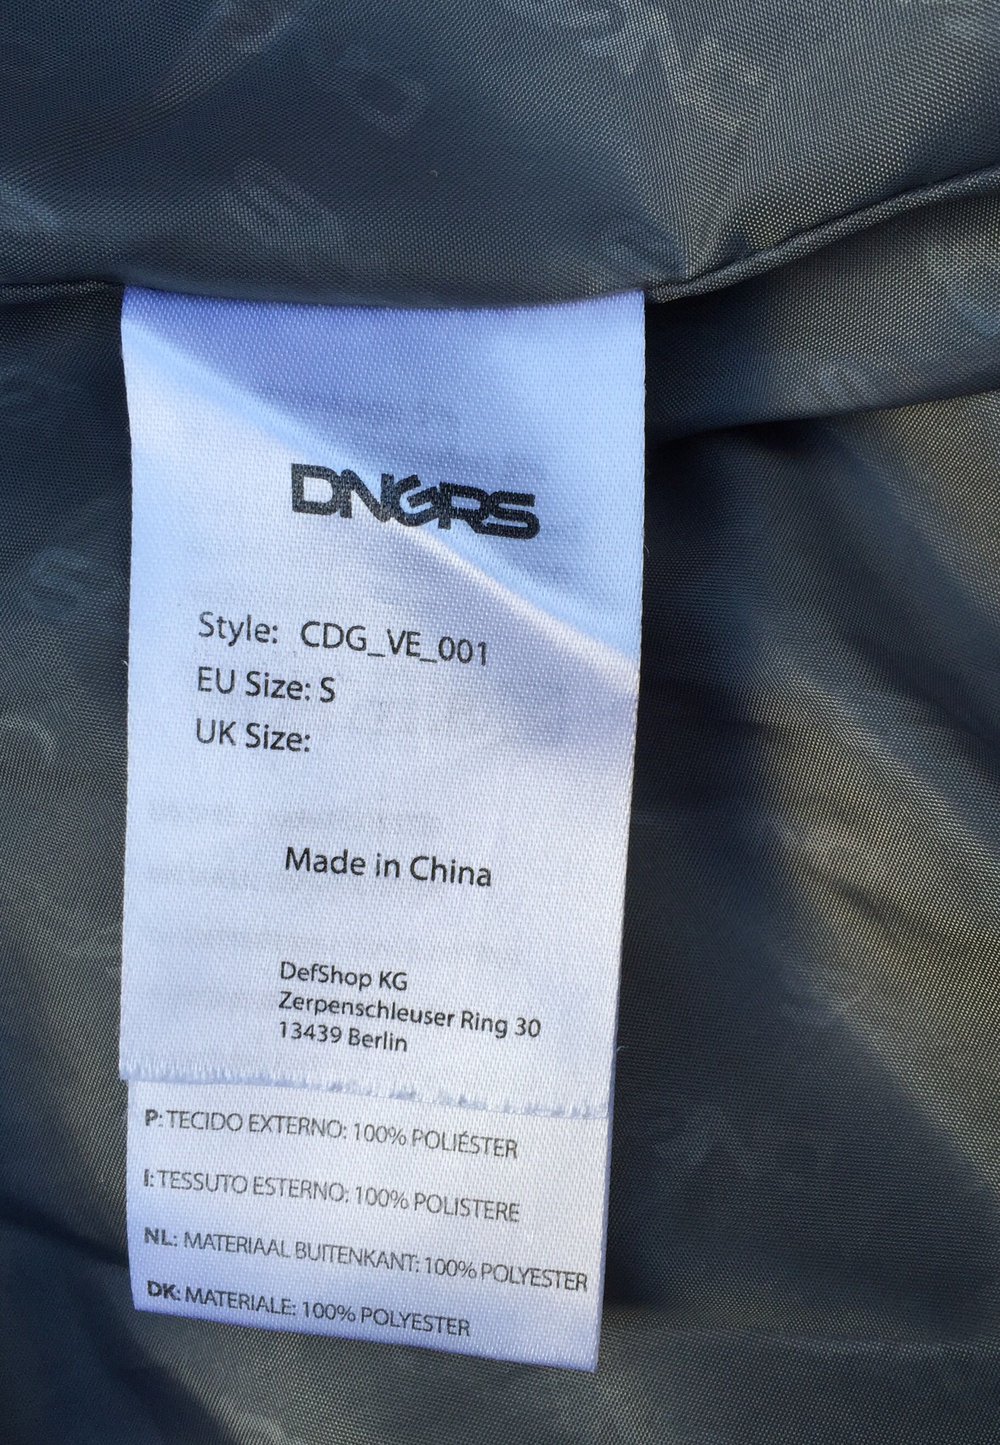 DNGRS
Style: CDG_VE_001
EU Size: S
UK Size:
Made in China
DefShop KG
Zerpenschleuser Ring 30
13439 Berlin
P: TECIDO EXTERNO: 100% POLIÉSTER
I: TESSUTO ESTERNO: 100% POLISTERE
NL: MATERIAAL BUITENKANT: 100% POLYESTER
DK: MATERIALE: 100% POLYESTER